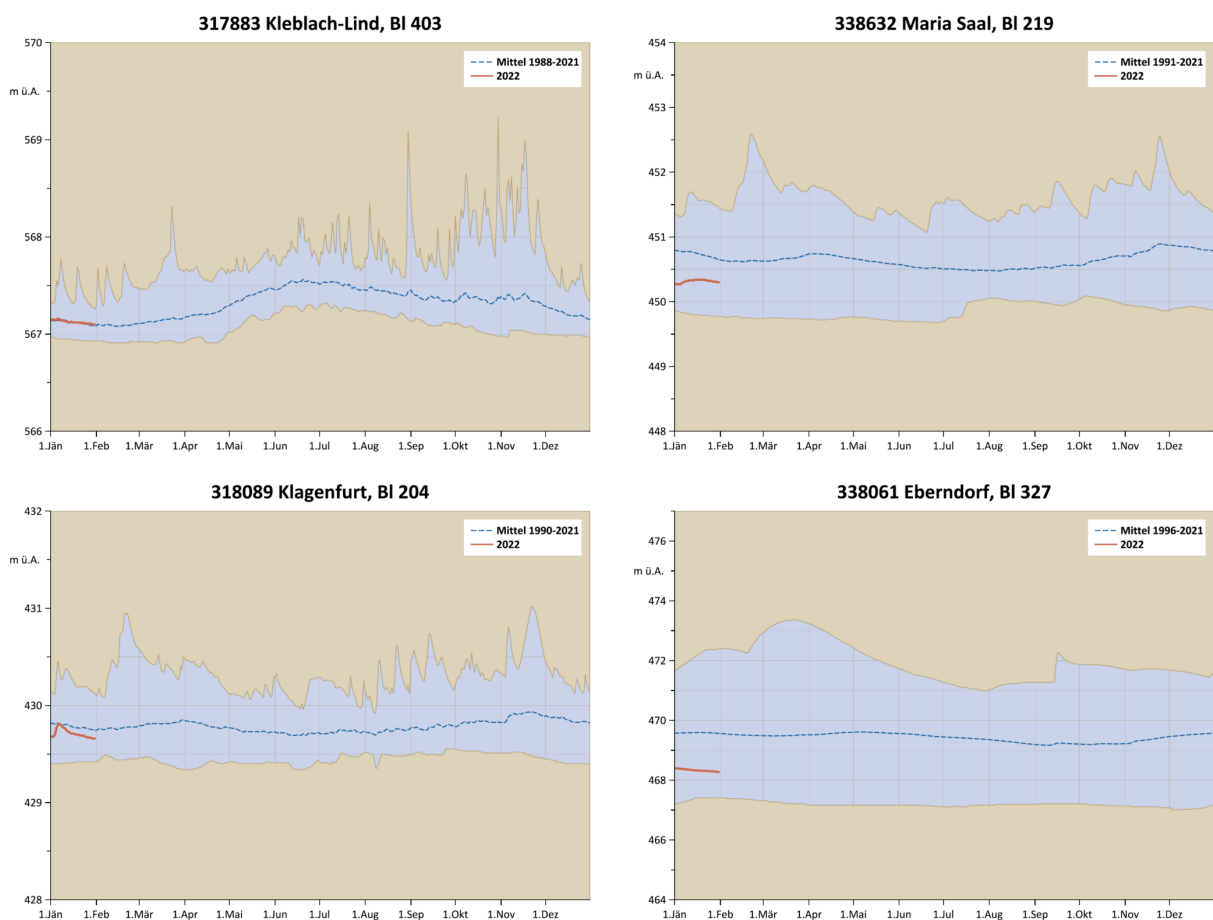 317883 Kleblach-Lind, Bl 403
570
m ü.A.
569
568
567
566
Mittel 1988-2021
2022
1.Jän 1.Feb 1.Mär 1.Apr 1.Mai 1.Jun 1.Jul 1.Aug 1.Sep 1.Okt 1.Nov 1.Dez
338632 Maria Saal, Bl 219
454
m ü.A.
453
452
451
450
449
448
Mittel 1991-2021
2022
1.Jän 1.Feb 1.Mär 1.Apr 1.Mai 1.Jun 1.Jul 1.Aug 1.Sep 1.Okt 1.Nov 1.Dez
318089 Klagenfurt, Bl 204
432
m ü.A.
431
430
429
428
Mittel 1990-2021
2022
1.Jän 1.Feb 1.Mär 1.Apr 1.Mai 1.Jun 1.Jul 1.Aug 1.Sep 1.Okt 1.Nov 1.Dez
338061 Eberndorf, Bl 327
476
m ü.A.
474
472
470
468
466
464
Mittel 1996-2021
2022
1.Jän 1.Feb 1.Mär 1.Apr 1.Mai 1.Jun 1.Jul 1.Aug 1.Sep 1.Okt 1.Nov 1.Dez